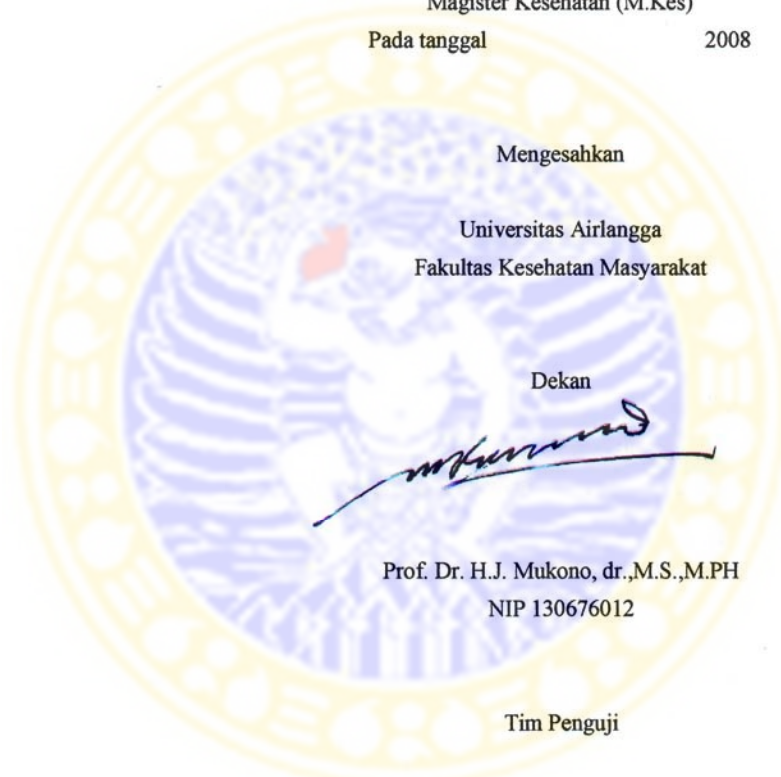 Magister Kesehatan (M.Kes)
Pada tanggal 2008
Mengesahkan
Universitas Airlangga
Fakultas Kesehatan Masyarakat
Dekan
Prof. Dr. H.J. Mukono, dr.,M.S.,M.PH
NIP 130676012
Tim Penguji